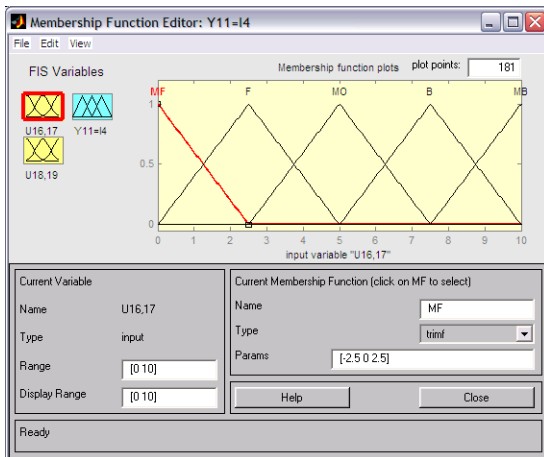 Membership Function Editor: Y11=I4
File Edit View
FIS Variables
U16,17 Y11=I4
U18,19
Membership function plots plot points: 181
MF F MO B MB
1
0.5
0
0 1 2 3 4 5 6 7 8 9 10
input variable "U16,17"
Current Variable
Name U16,17
Type input
Range [0 10]
Display Range [0 10]
Current Membership Function (click on MF to select)
Name MF
Type trimf
Params [-2.5 0 2.5]
Help Close
Ready